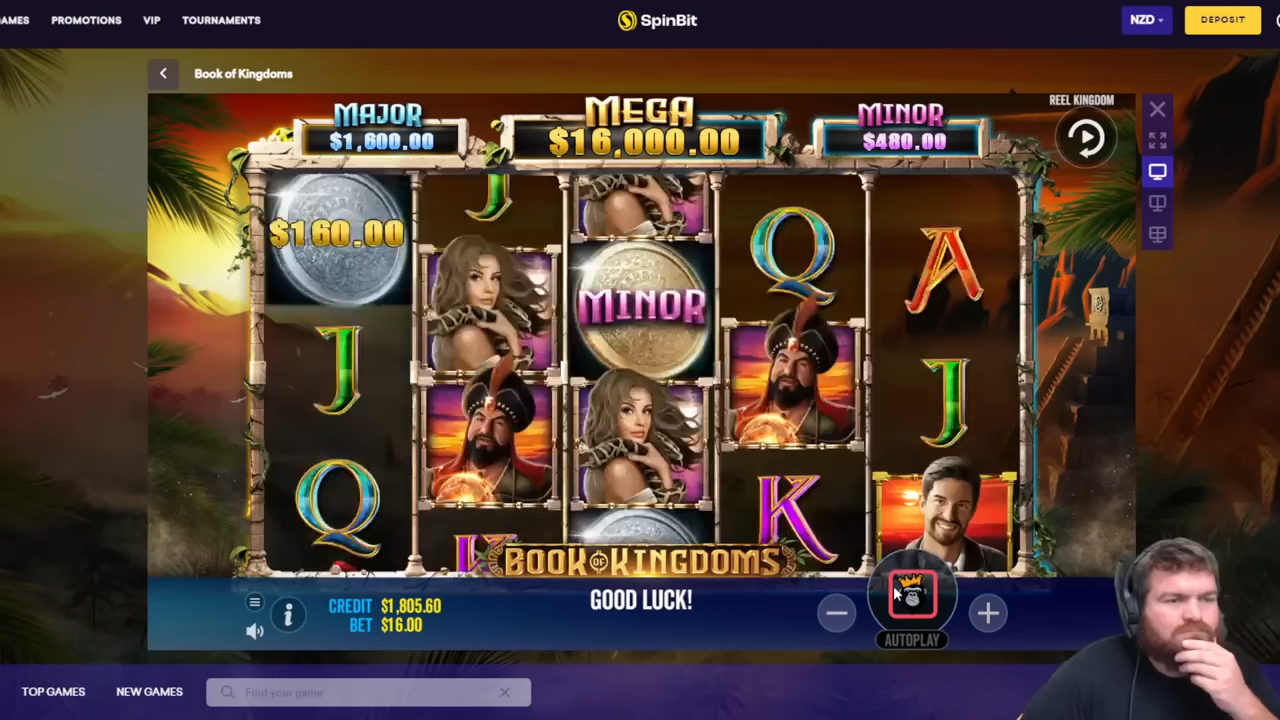 AMES PROMOTIONS VIP TOURNAMENTS SpinBit NZD DEPOSIT
Book of Kingdoms
MAJOR MEGA MINOR REEL KINGDOM
$1,600.00 $16,000.00 $480.00
J
$160.00 Q A
MINOR
J J
Q K
K BOOK OF KINGDOMS
GOOD LUCK!
CREDIT $1,805.60
BET $16.00
AUTOPLAY
TOP GAMES NEW GAMES Find your game